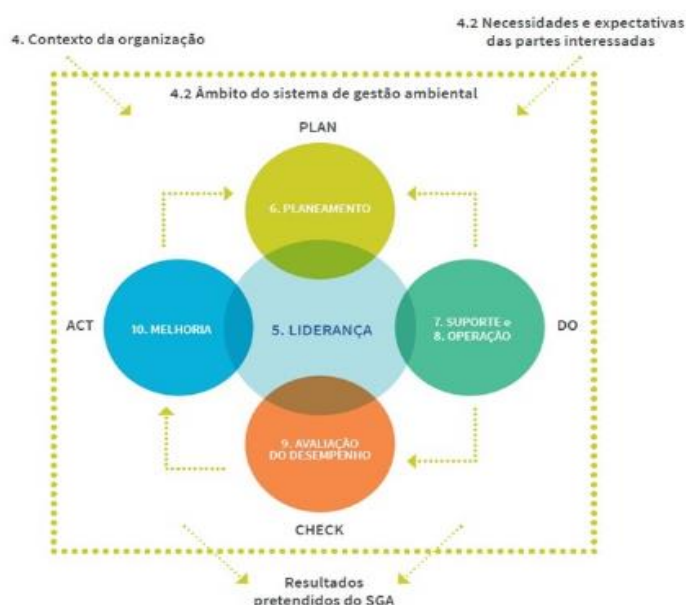 4. Contexto da organização
4.2 Necessidades e expectativas
das partes interessadas
4.2 Âmbito do sistema de gestão ambiental
PLAN
6. PLANEAMENTO
ACT
10. MELHORIA
5. LIDERANÇA
7. SUPORTE e
8. OPERAÇÃO
DO
9. AVALIAÇÃO
DO DESEMPENHO
CHECK
Resultados
pretendidos do SGA